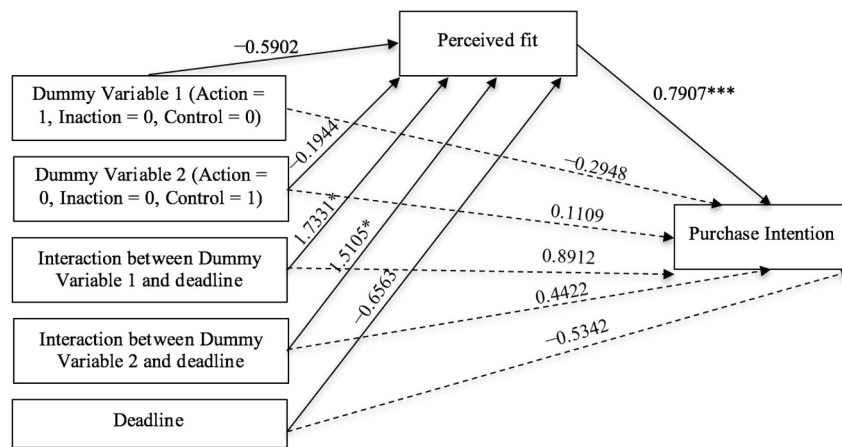 Perceived fit
−0.5902
Dummy Variable 1 (Action =
1, Inaction = 0, Control = 0)
0.7907***
−0.1944
−0.2948
Dummy Variable 2 (Action =
0, Inaction = 0, Control = 1)
1.7331*
1.5105*
0.1109
Purchase Intention
Interaction between Dummy
Variable 1 and deadline
−0.6563
0.8912
0.4422
Interaction between Dummy
Variable 2 and deadline
−0.5342
Deadline